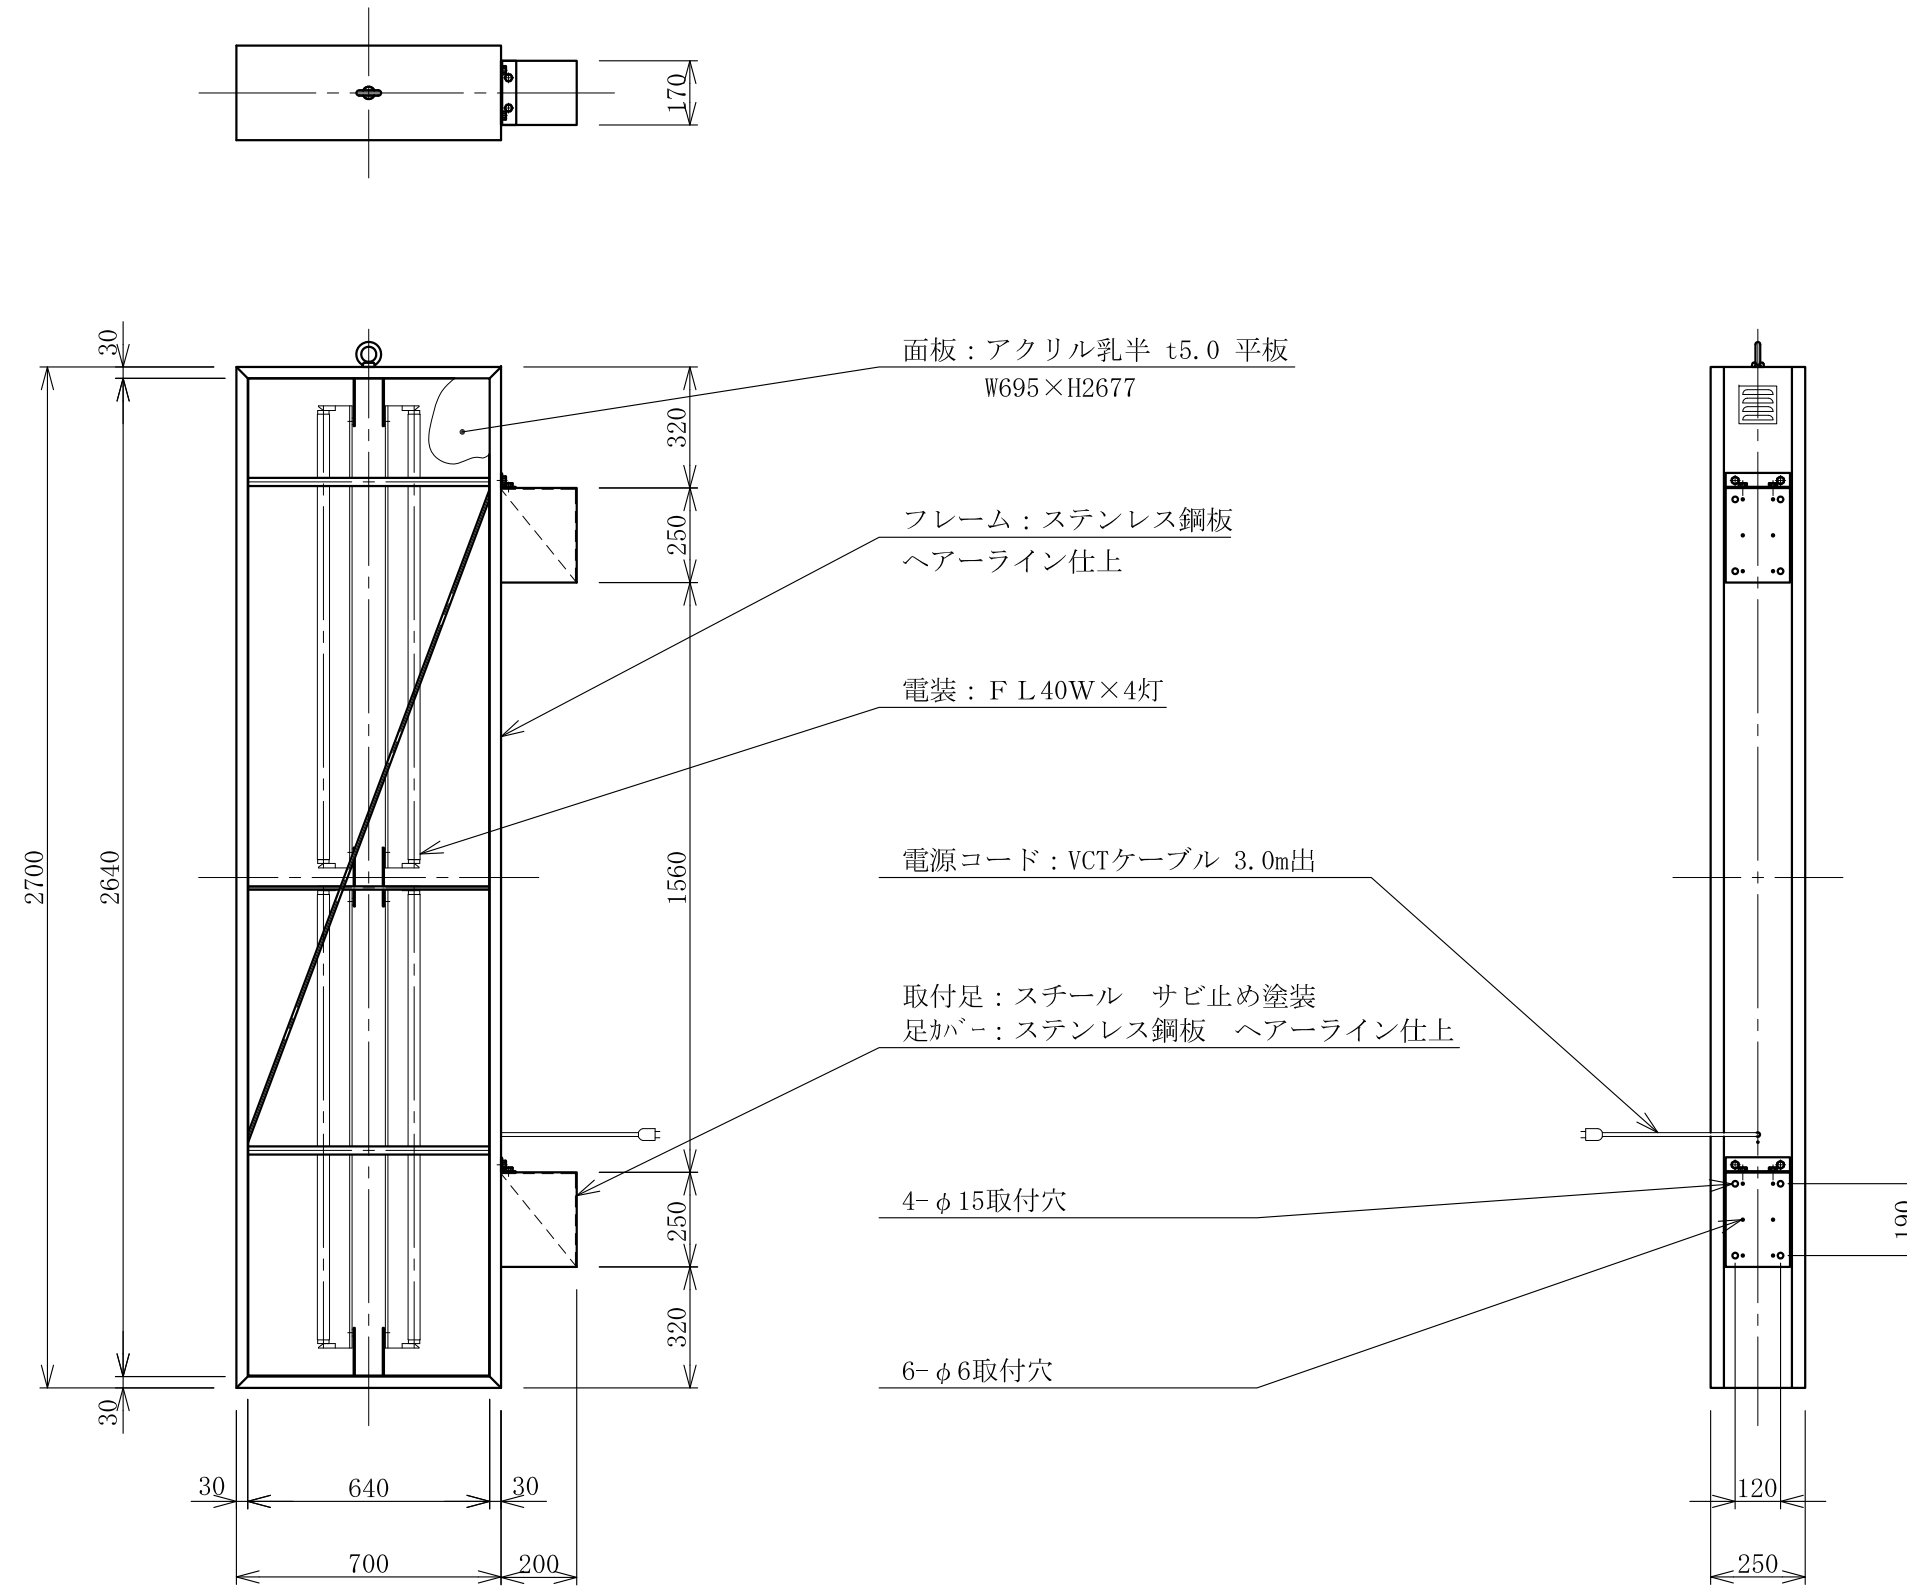 170
30
2700
2640
30
320
250
1560
250
320
面板：アクリル乳半 t5.0 平板
W695×H2677
フレーム：ステンレス鋼板
ヘアーライン仕上
電装：ＦＬ40W×4灯
電源コード：VCTケーブル 3.0m出
取付足：スチール　サビ止め塗装
足ｶﾊﾞｰ：ステンレス鋼板　ヘアーライン仕上
4-φ15取付穴
6-φ6取付穴
190
30
640
30
700
200
120
250